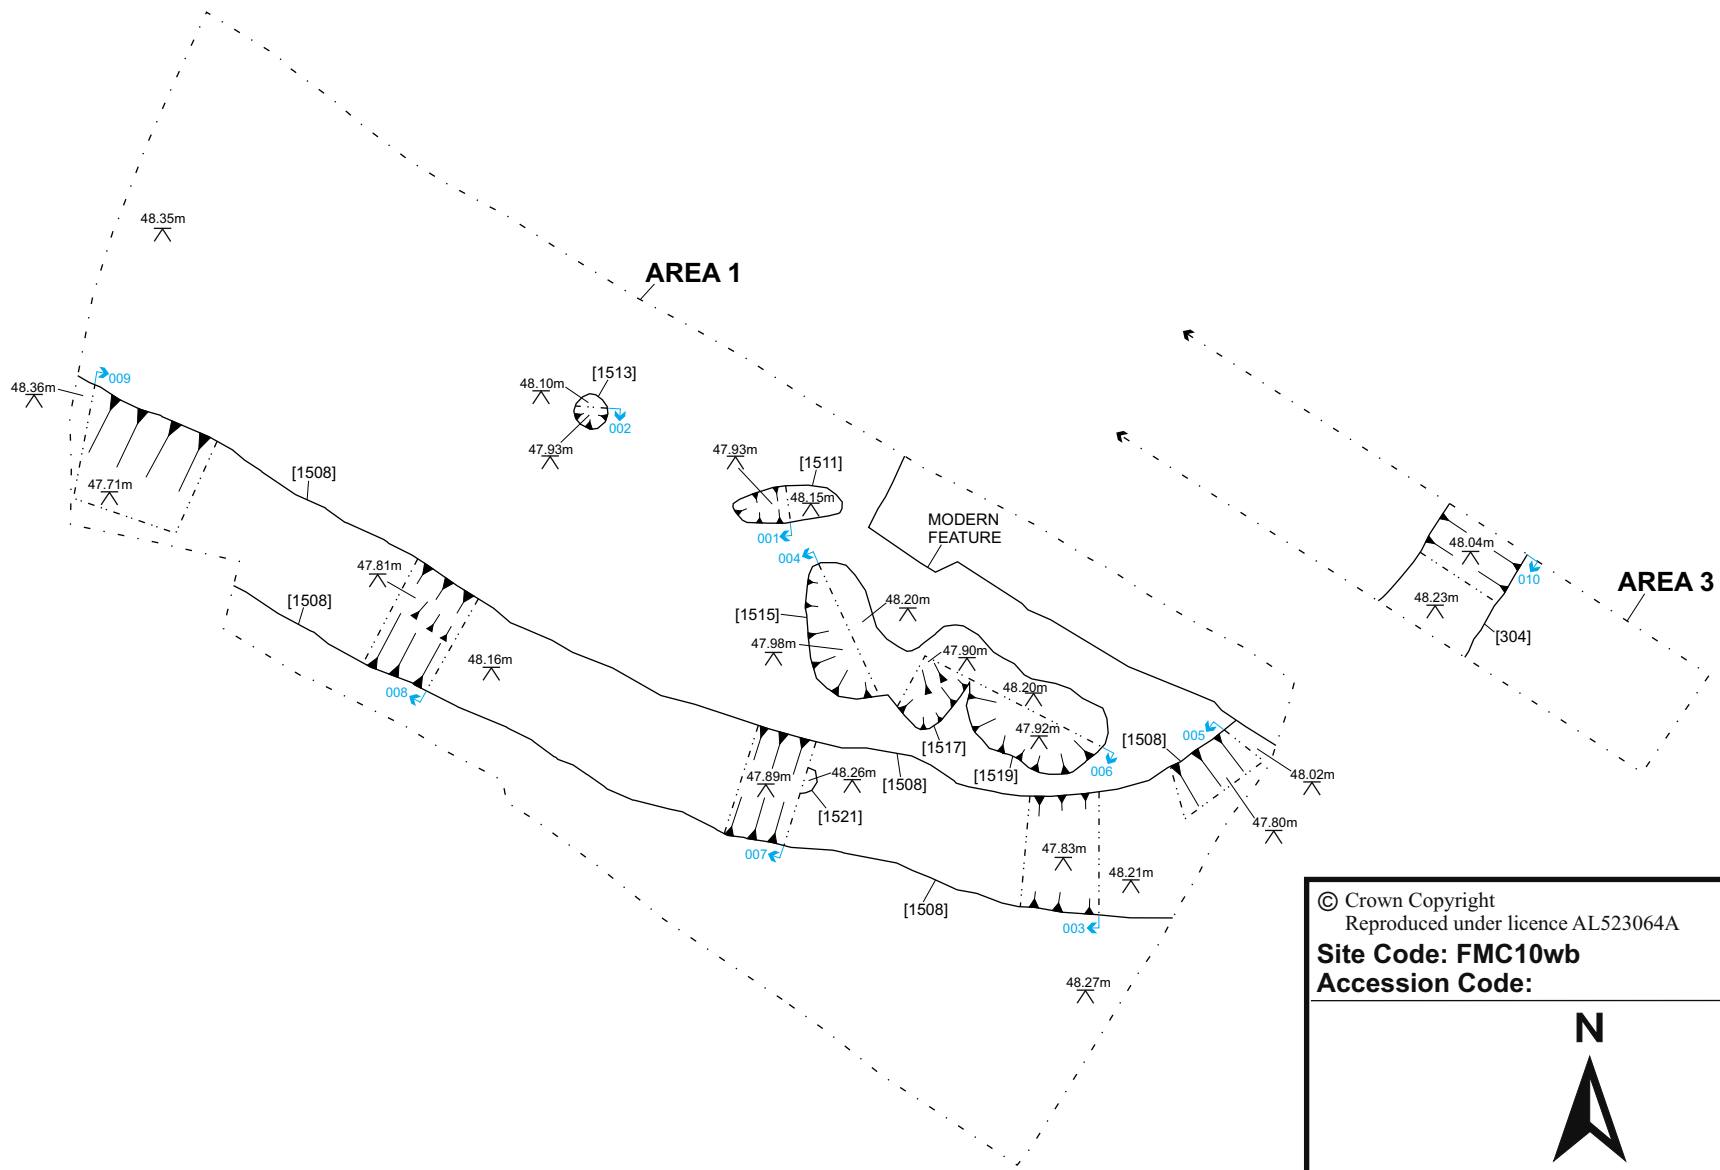 48.35m
AREA 1
009
48.36m
48.10m
[1513]
002
47.93m
47.93m
[1511]
48.15m
001
004
MODERN
FEATURE
[1508]
47.71m
48.04m
010
AREA 3
48.23m
[304]
47.81m
[1508]
48.20m
[1515]
47.98m
47.90m
48.16m
008
48.20m
[1517]
47.92m
005
[1508]
[1519]
006
48.02m
47.89m
48.26m
[1508]
[1521]
47.80m
007
47.83m
48.21m
[1508]
003
48.27m
© Crown Copyright
Reproduced under licence AL523064A
Site Code: FMC10wb
Accession Code:
N